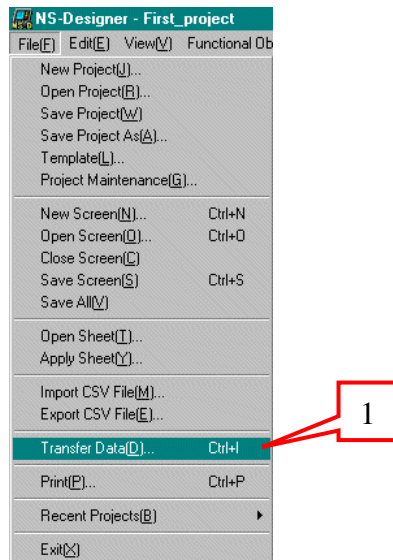 NS-Designer - First_project
File(F) Edit(E) View(V) Functional Ob
New Project(J)...
Open Project(R)...
Save Project(W)
Save Project As(A)...
Template(L)...
Project Maintenance(G)...
New Screen(N)... Ctrl+N
Open Screen(O)... Ctrl+O
Close Screen(C)
Save Screen(S) Ctrl+S
Save All(V)
Open Sheet(T)...
Apply Sheet(Y)...
Import CSV File(M)...
Export CSV File(E)...
Transfer Data(D)... Ctrl+I
1
Print(P)... Ctrl+P
Recent Projects(B)
Exit(X)